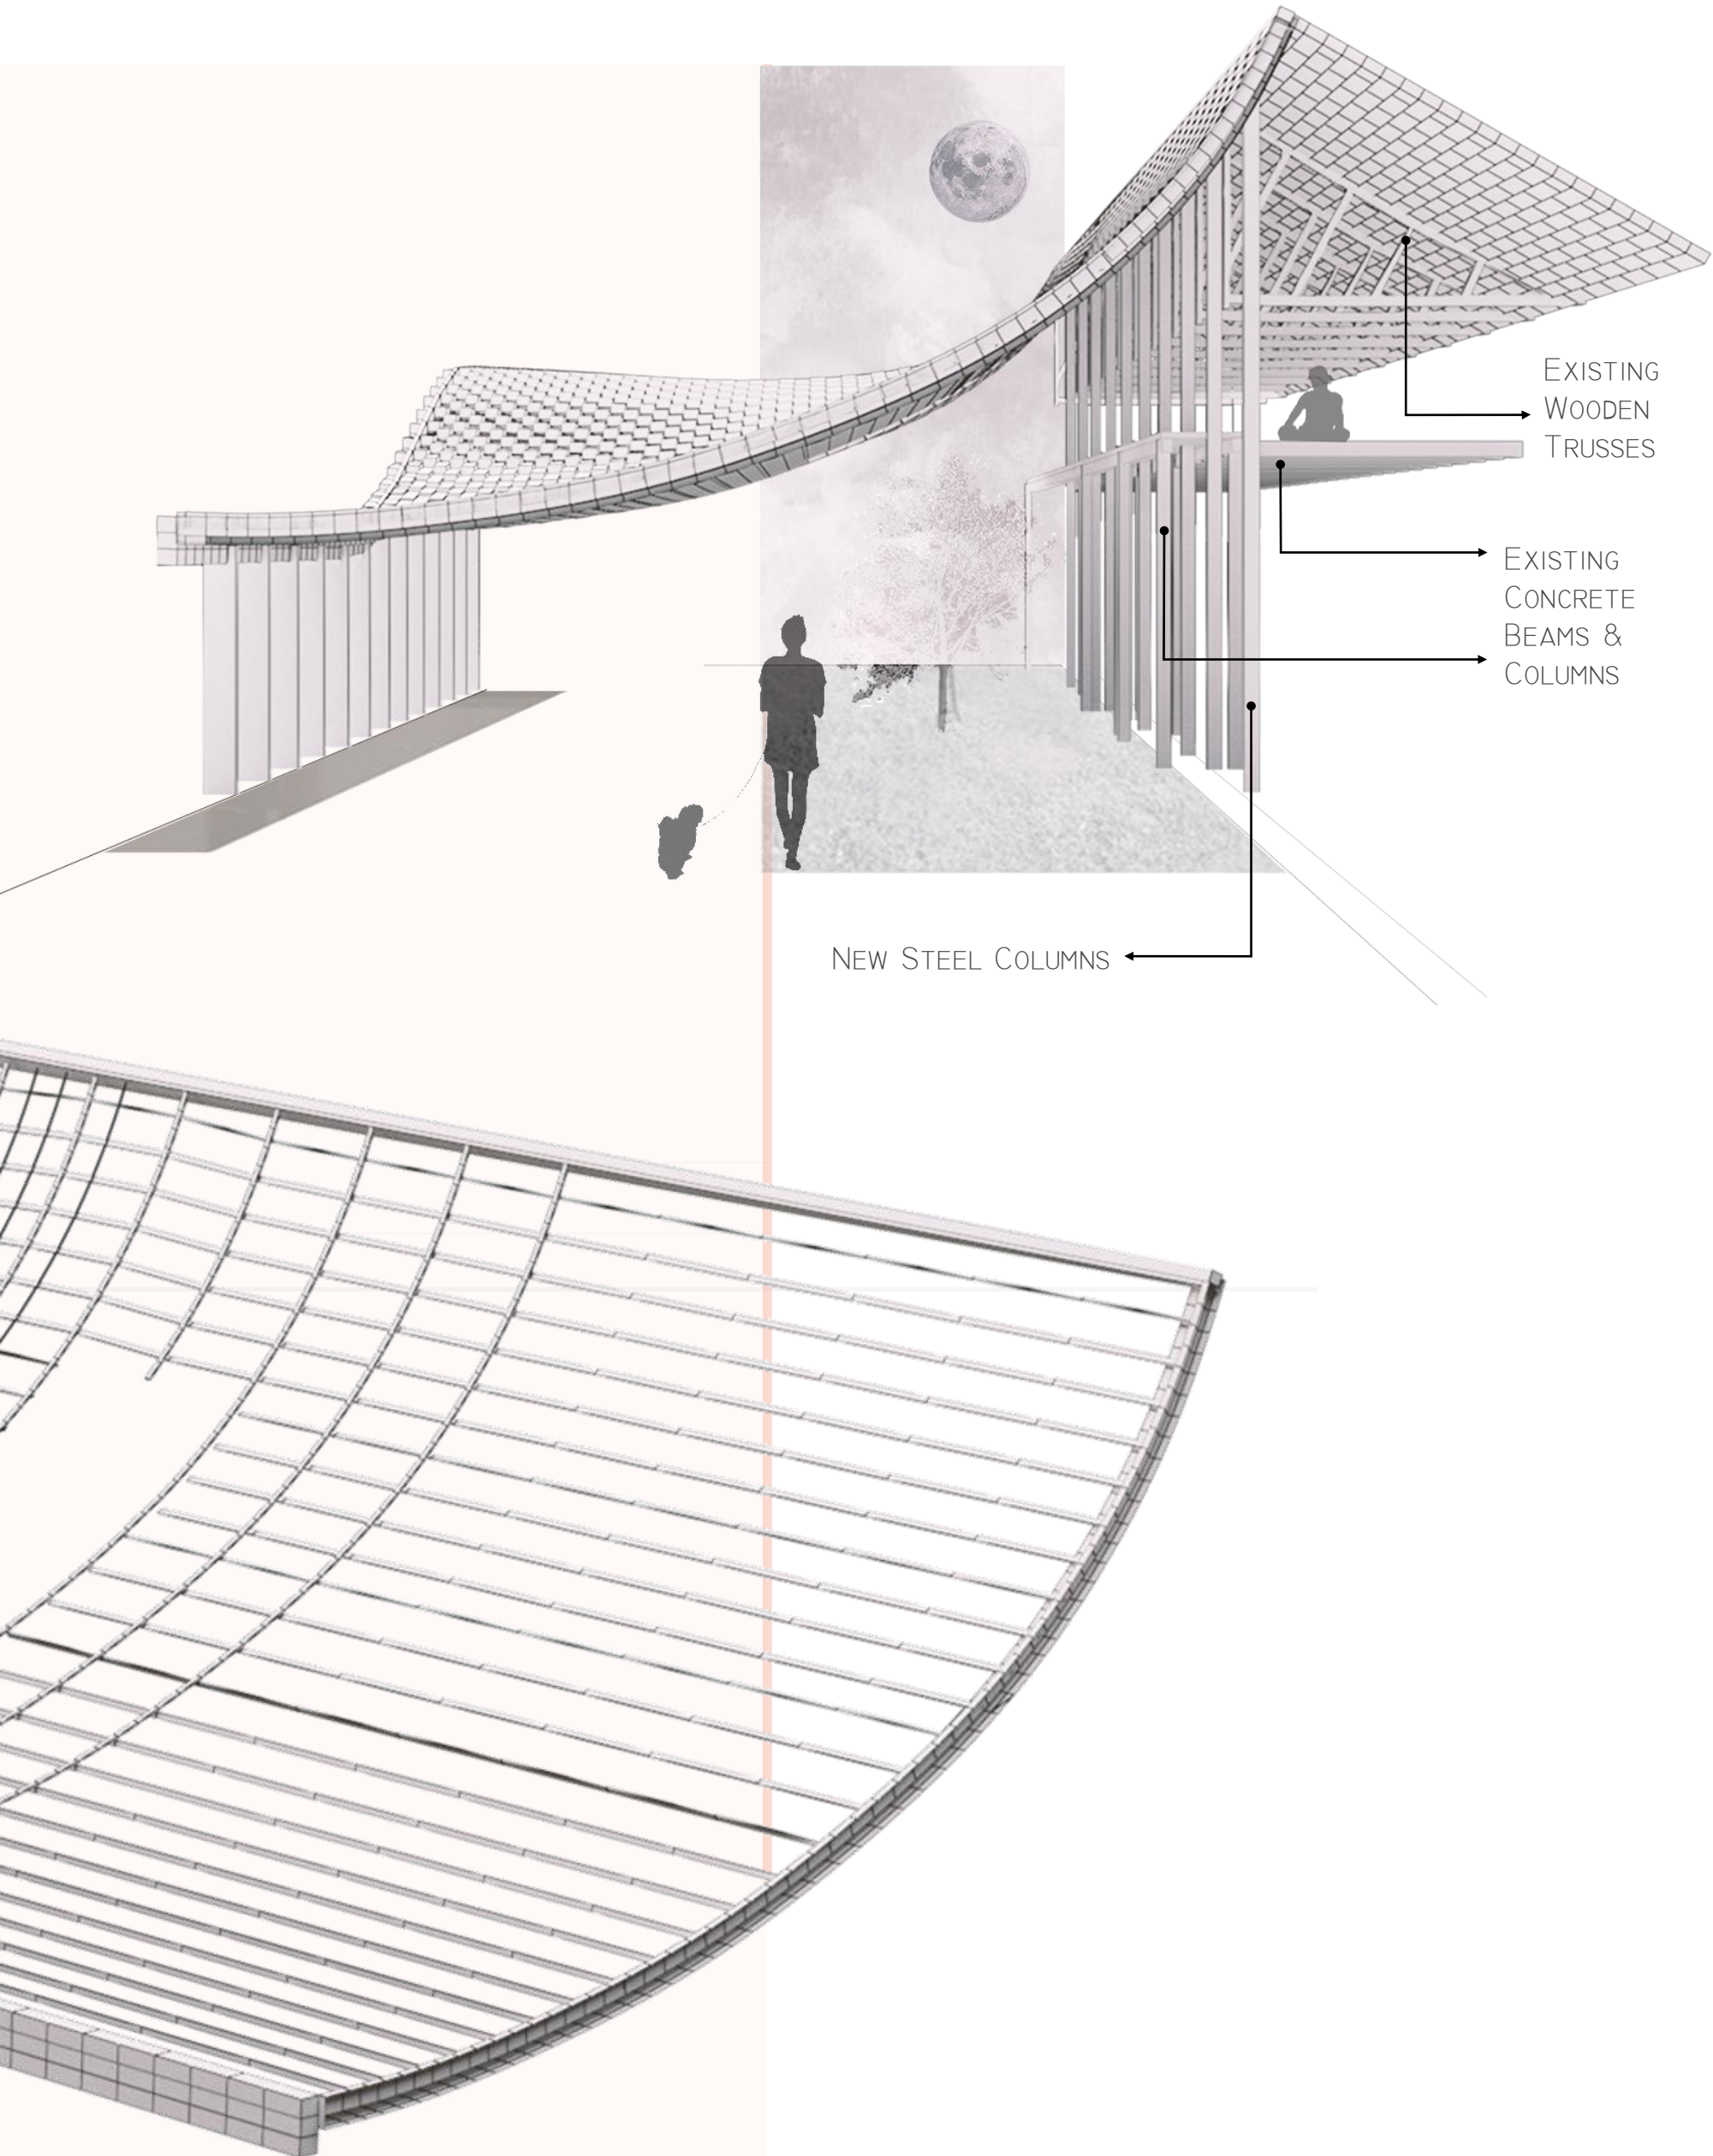 EXISTING
WOODEN
TRUSSES
EXISTING
CONCRETE
BEAMS &
COLUMNS
NEW STEEL COLUMNS